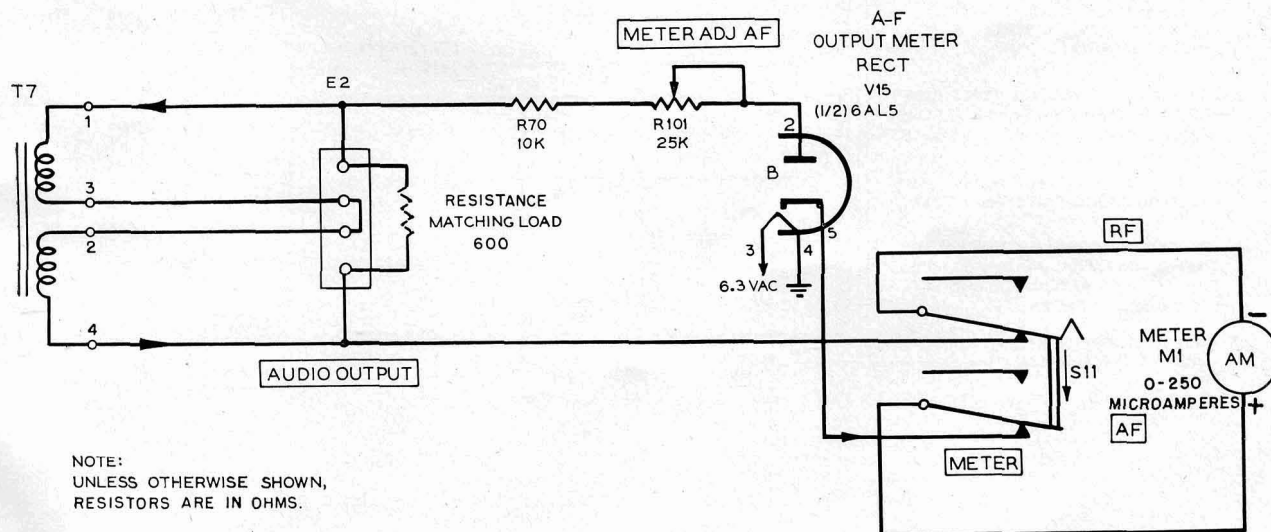 A-F
OUTPUT METER
RECT
V15
(1/2) 6AL5
METER ADJ AF
T7
E2
1
R70
10K
R101
25K
2
B
3
2
RESISTANCE
MATCHING LOAD
600
3
4
5
6.3 VAC
RF
4
AUDIO OUTPUT
S11
METER
M1
0-250
MICROAMPERES
-
AM
+
AF
METER
NOTE:
UNLESS OTHERWISE SHOWN,
RESISTORS ARE IN OHMS.